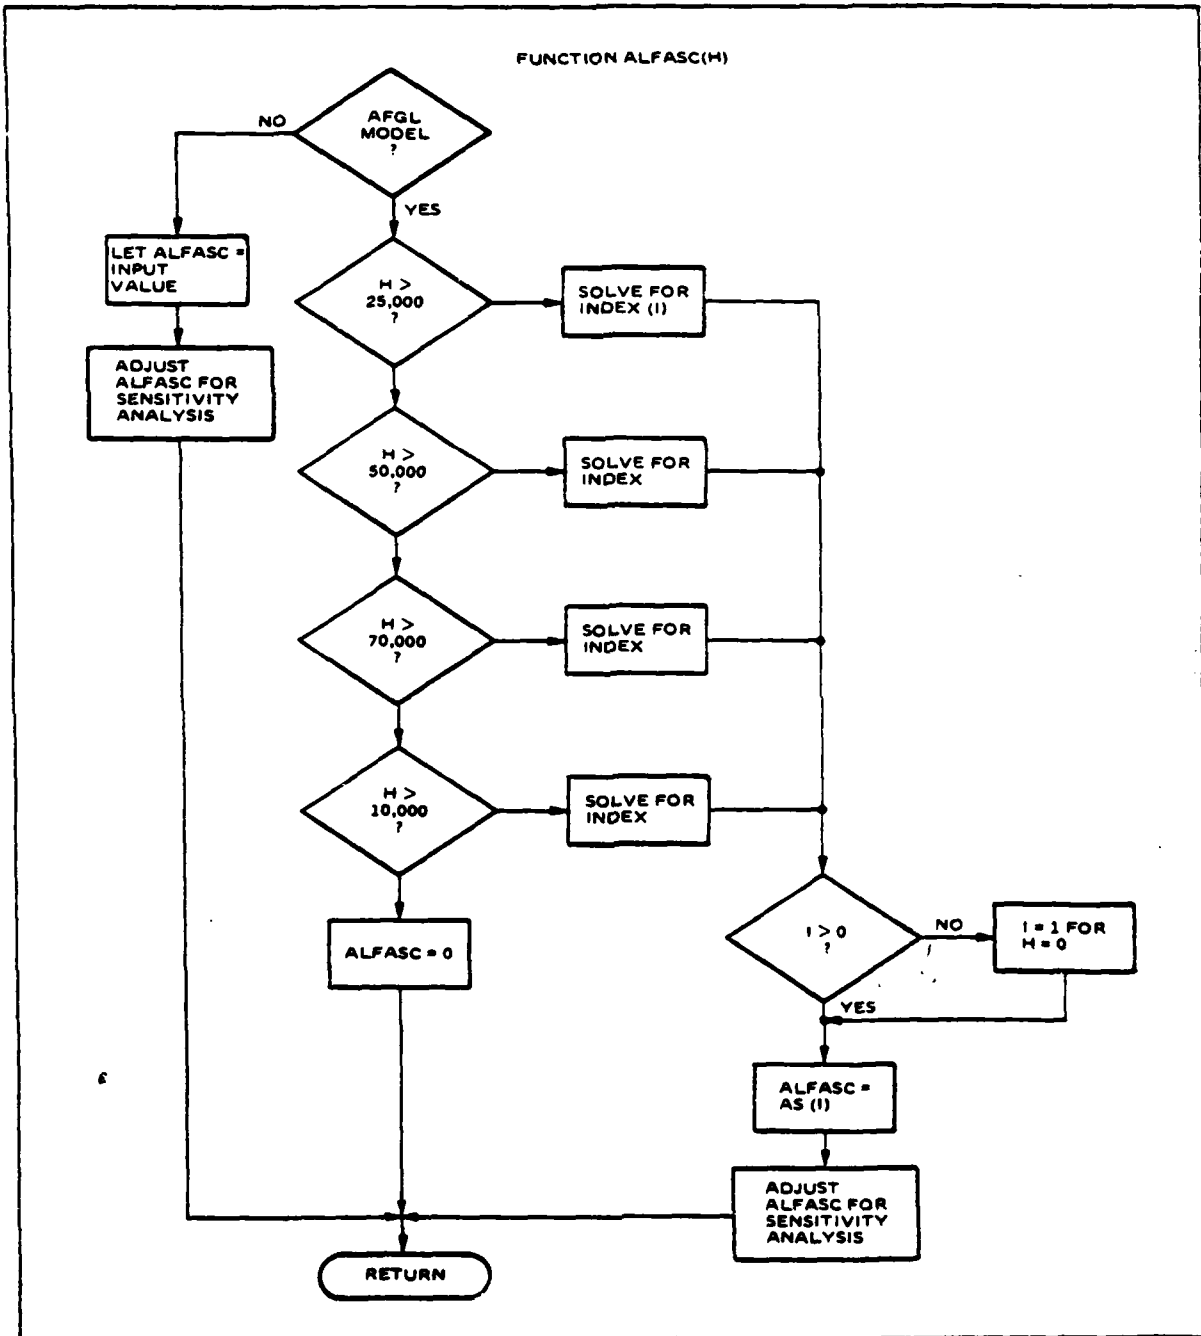 FUNCTION ALFASC(H)
AFGL
MODEL
?
NO
YES
LET ALFASC =
INPUT
VALUE
ADJUST
ALFASC FOR
SENSITIVITY
ANALYSIS
H >
25,000
?
SOLVE FOR
INDEX (I)
H >
50,000
?
SOLVE FOR
INDEX
H >
70,000
?
SOLVE FOR
INDEX
H >
10,000
?
SOLVE FOR
INDEX
ALFASC = 0
I > 0
?
NO
I = 1 FOR
H = 0
YES
ALFASC =
AS (I)
ADJUST
ALFASC FOR
SENSITIVITY
ANALYSIS
RETURN